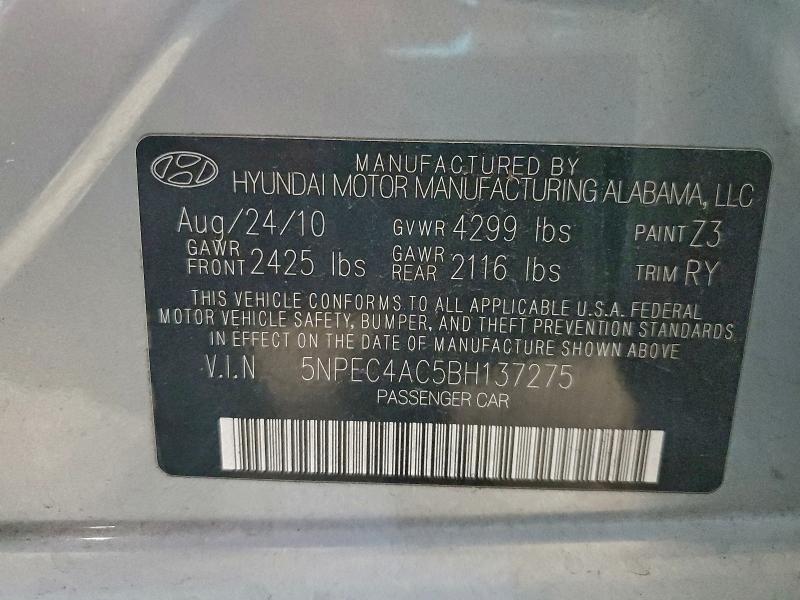 MANUFACTURED BY
HYUNDAI MOTOR MANUFACTURING ALABAMA, LLC
Aug/24/10 GVWR 4299 lbs PAINT Z3
GAWR FRONT 2425 lbs GAWR REAR 2116 lbs TRIM RY
THIS VEHICLE CONFORMS TO ALL APPLICABLE U.S.A. FEDERAL
MOTOR VEHICLE SAFETY, BUMPER, AND THEFT PREVENTION STANDARDS
IN EFFECT ON THE DATE OF MANUFACTURE SHOWN ABOVE
V.I.N 5NPEC4AC5BH137275
PASSENGER CAR